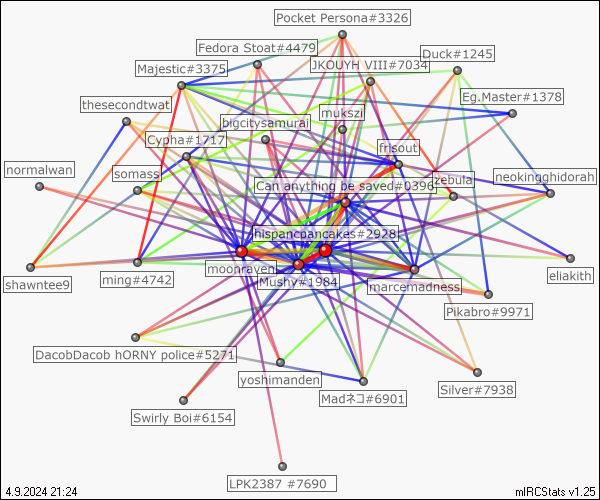 Pocket Persona#3326
Fedora Stoat#4479
Duck#1245
JKOUYH VIII#7034
Majestic#3375
Eg.Master#1378
thesecondtwat
mukszi
bigcitysamurai
Cypha#1717
frisout
normalwan
somass
neokingghidorah
zebula
Can anything be saved#0396
hispancpancakes#2928
moonraven
eliakith
shawntee9
ming#4742
Mushy#1984
marcemadness
Pikabro#9971
DacobDacob hORNY police#5271
yoshimanden
Silver#7938
Madネコ#6901
Swirly Boi#6154
LPK2387 #7690
4.9.2024 21:24
mIRCStats v1.25